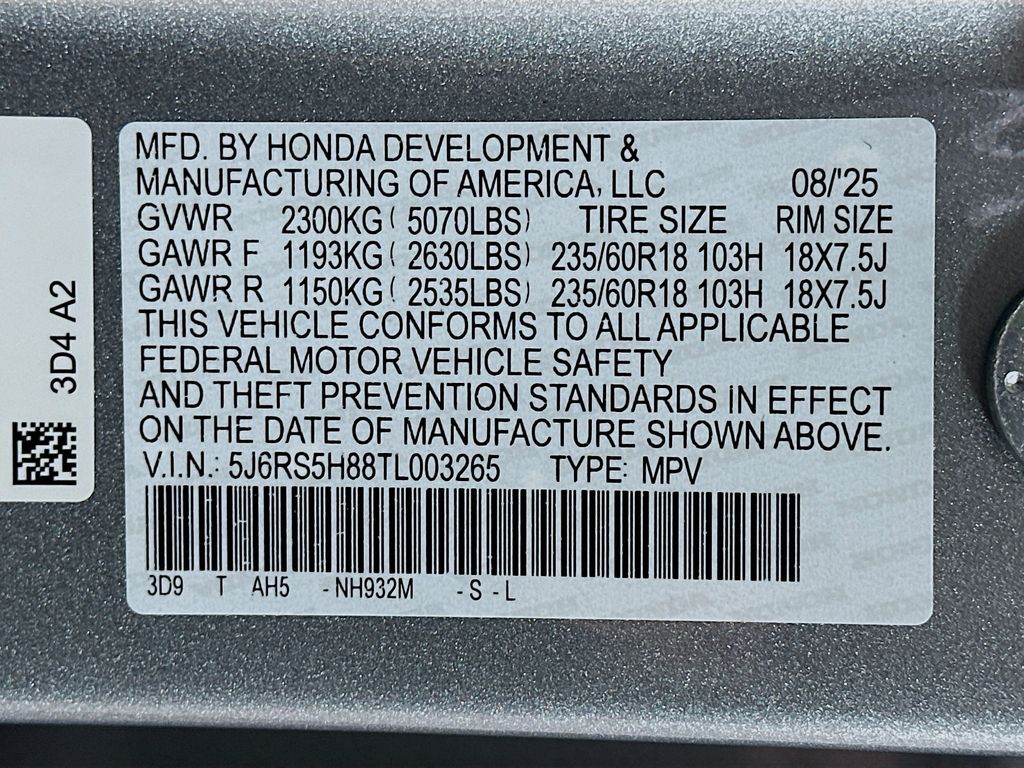 MFD. BY HONDA DEVELOPMENT &
MANUFACTURING OF AMERICA, LLC 08/'25
GVWR 2300KG ( 5070LBS) TIRE SIZE RIM SIZE
GAWR F 1193KG ( 2630LBS) 235/60R18 103H 18X7.5J
GAWR R 1150KG ( 2535LBS) 235/60R18 103H 18X7.5J
THIS VEHICLE CONFORMS TO ALL APPLICABLE
FEDERAL MOTOR VEHICLE SAFETY
AND THEFT PREVENTION STANDARDS IN EFFECT
ON THE DATE OF MANUFACTURE SHOWN ABOVE.
V.I.N.: 5J6RS5H88TL003265 TYPE: MPV
3D9 T AH5 -NH932M -S -L
3D4 A2